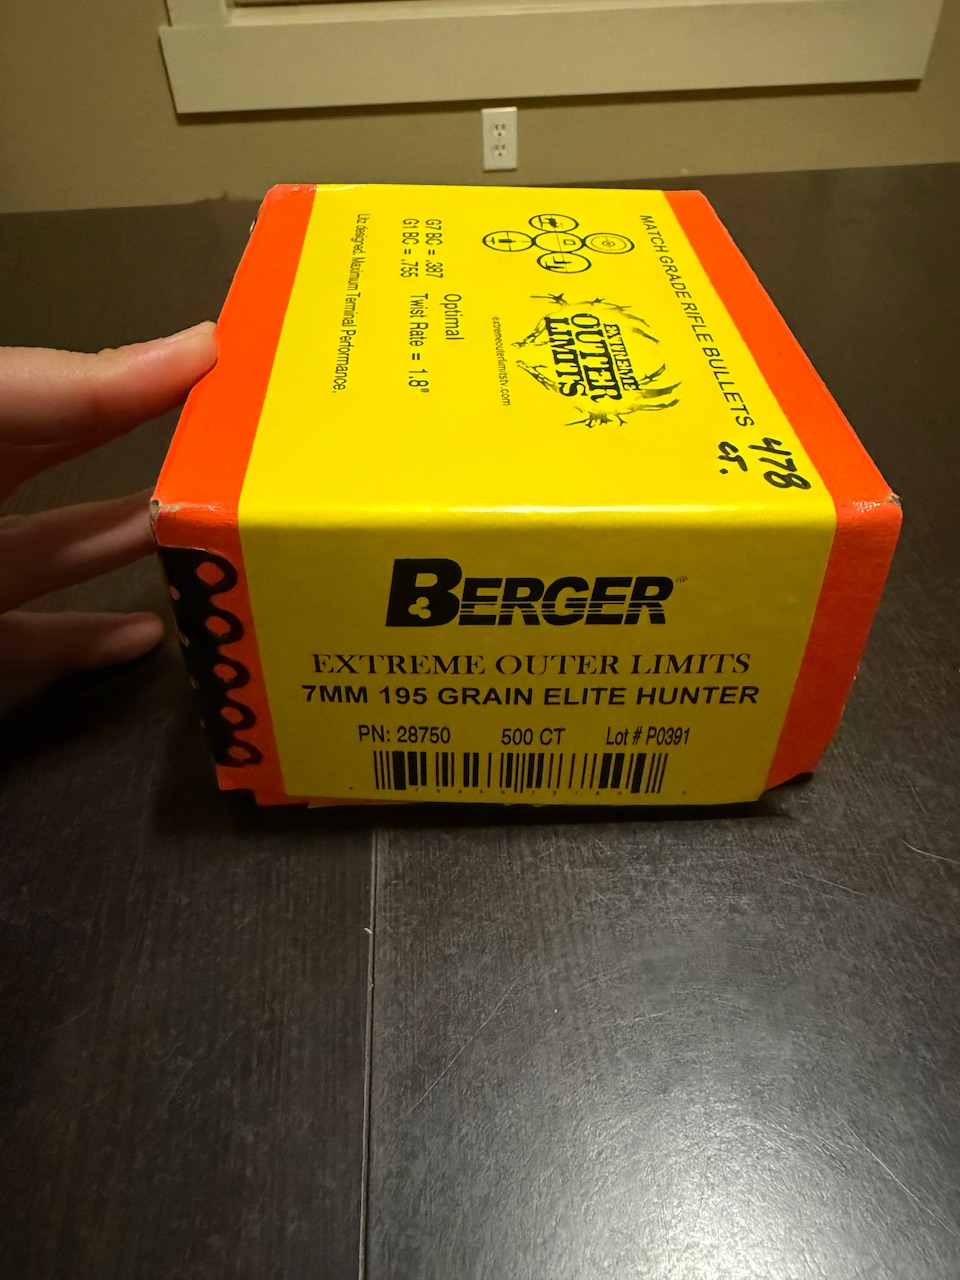 MATCH GRADE RIFLE BULLETS
478
ct.
EXTREME
OUTER
LIMITS
extremeouterlimitstv.com
Optimal
G7 BC = .387
G1 BC = .755 Twist Rate = 1.8"
Litz designed. Maximum Terminal Performance.
BERGER
EXTREME OUTER LIMITS
7MM 195 GRAIN ELITE HUNTER
PN: 28750 500 CT Lot # P0391